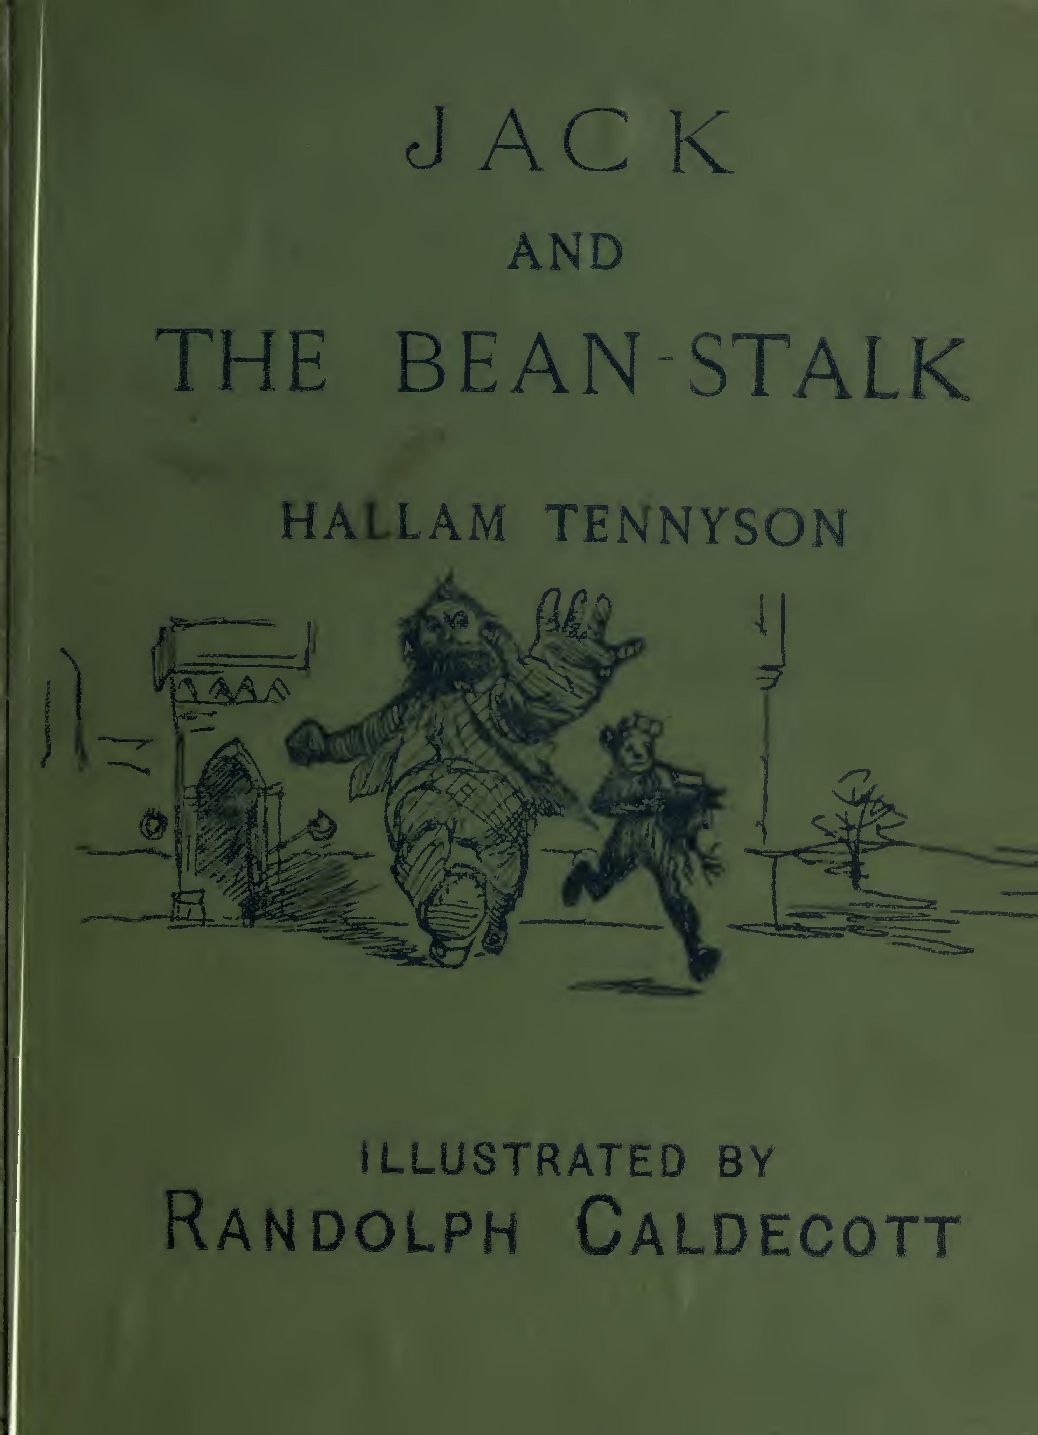 JACK
AND
THE BEAN-STALK
HALLAM TENNYSON
ILLUSTRATED BY
RANDOLPH CALDECOTT